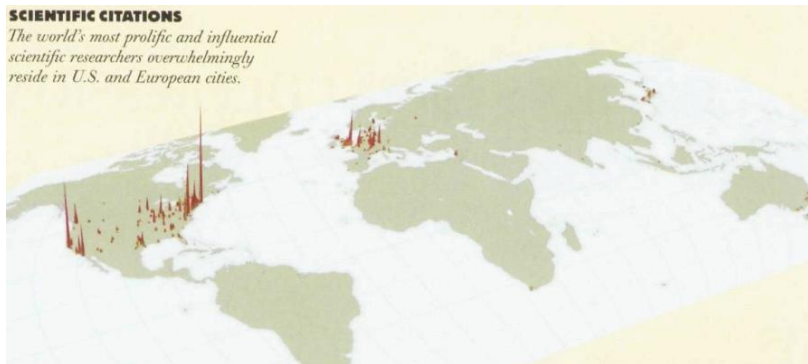 SCIENTIFIC CITATIONS
The world's most prolific and influential
scientific researchers overwhelmingly
reside in U.S. and European cities.